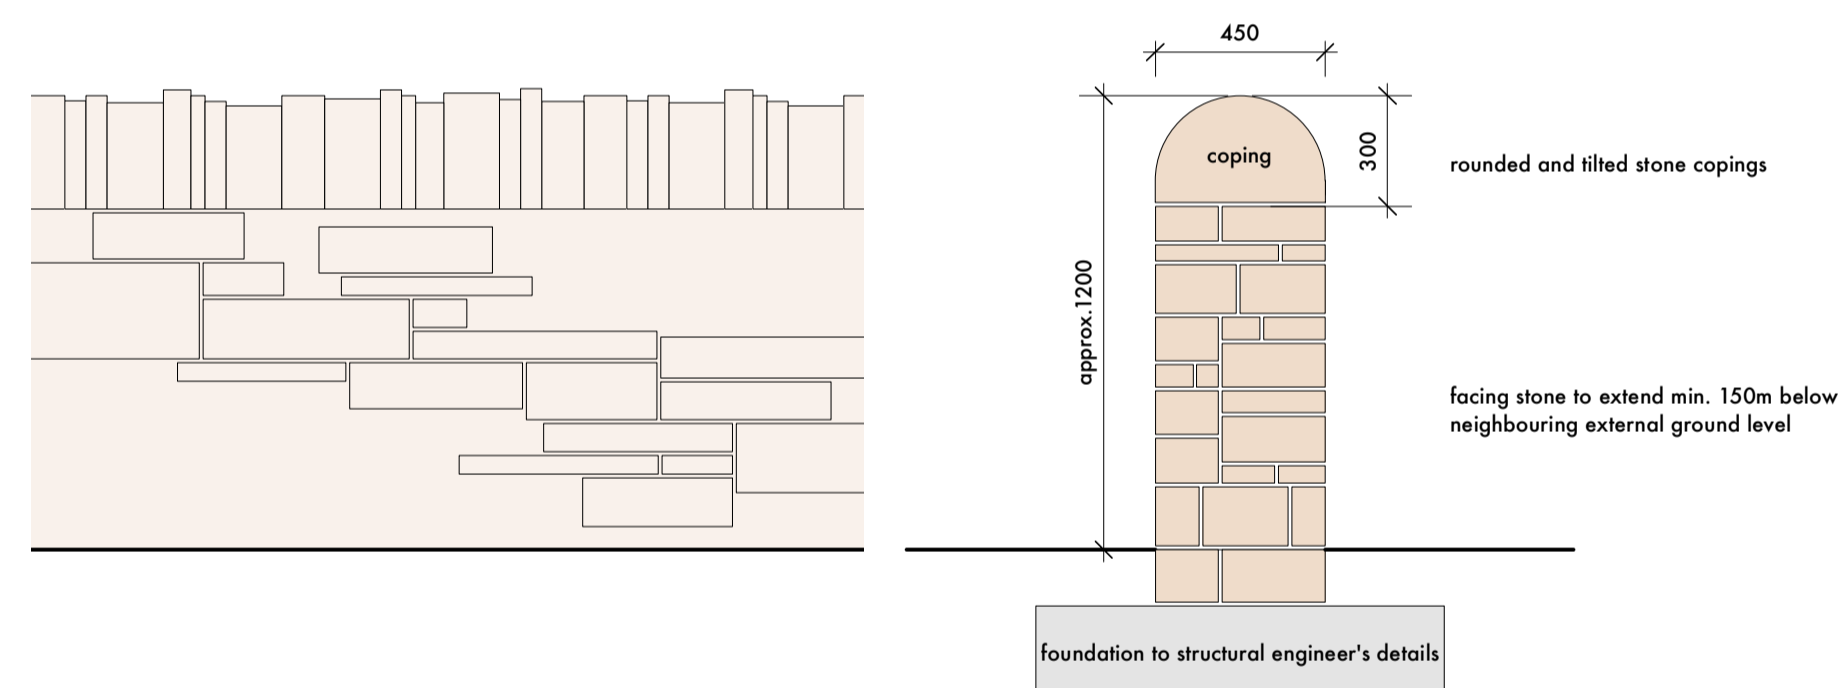 450
coping
300
rounded and tilted stone copings
approx.1200
facing stone to extend min. 150m below
neighbouring external ground level
foundation to structural engineer's details